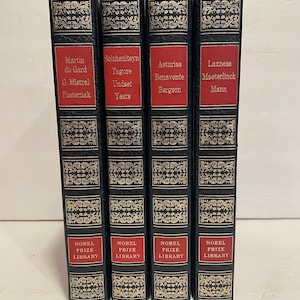 Martin
du Gard
G. Mistral
Pasternak
NOBEL
PRIZE
LIBRARY
Solzhenitsyn
Tagore
Undset
Yeats
NOBEL
PRIZE
LIBRARY
Asturias
Benavente
Bergson
NOBEL
PRIZE
LIBRARY
Laxness
Maeterlinck
Mann
NOBEL
PRIZE
LIBRARY